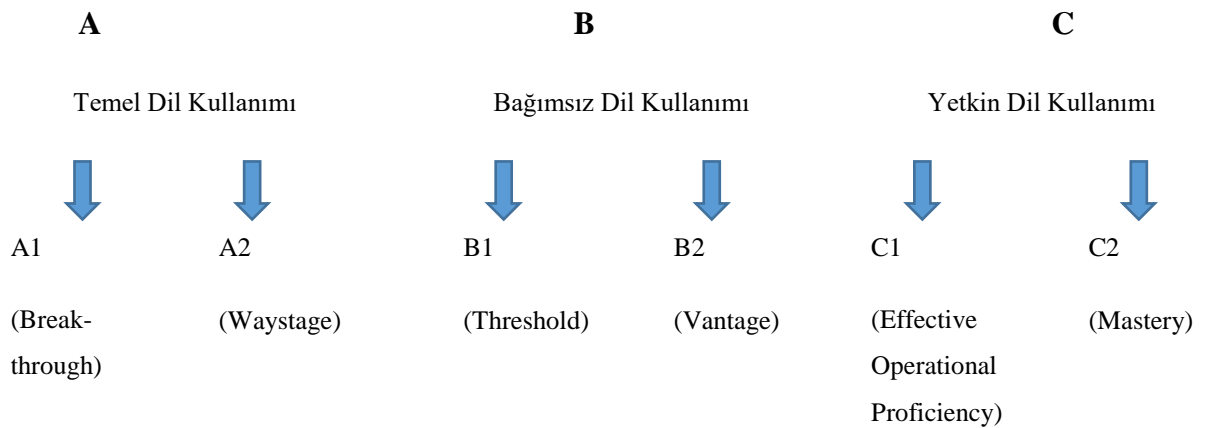 A B C
Temel Dil Kullanımı Bağımsız Dil Kullanımı Yetkin Dil Kullanımı
A1 A2 B1 B2 C1 C2
(Break- (Waystage) (Threshold) (Vantage) (Effective (Mastery)
through) Operational
Proficiency)